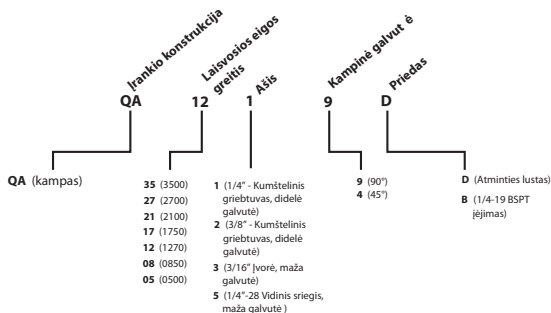 Įrankio konstrukcija
Laisvosios eigos
greitis
Ašis
Kampinė galvut ė
Priedas
QA 12 1 9 D
QA (kampas)
35 (3500)
27 (2700)
21 (2100)
17 (1750)
12 (1270)
08 (0850)
05 (0500)
1 (1/4" - Kumštelinis
griebtuvas, didelė
galvutė)
2 (3/8" - Kumštelinis
griebtuvas, didelė
galvutė)
3 (3/16" Įvorė, maža
galvutė)
5 (1/4"-28 Vidinis sriegis,
maža galvutė )
9 (90°)
4 (45°)
D (Atminties lustas)
B (1/4-19 BSPT
įėjimas)